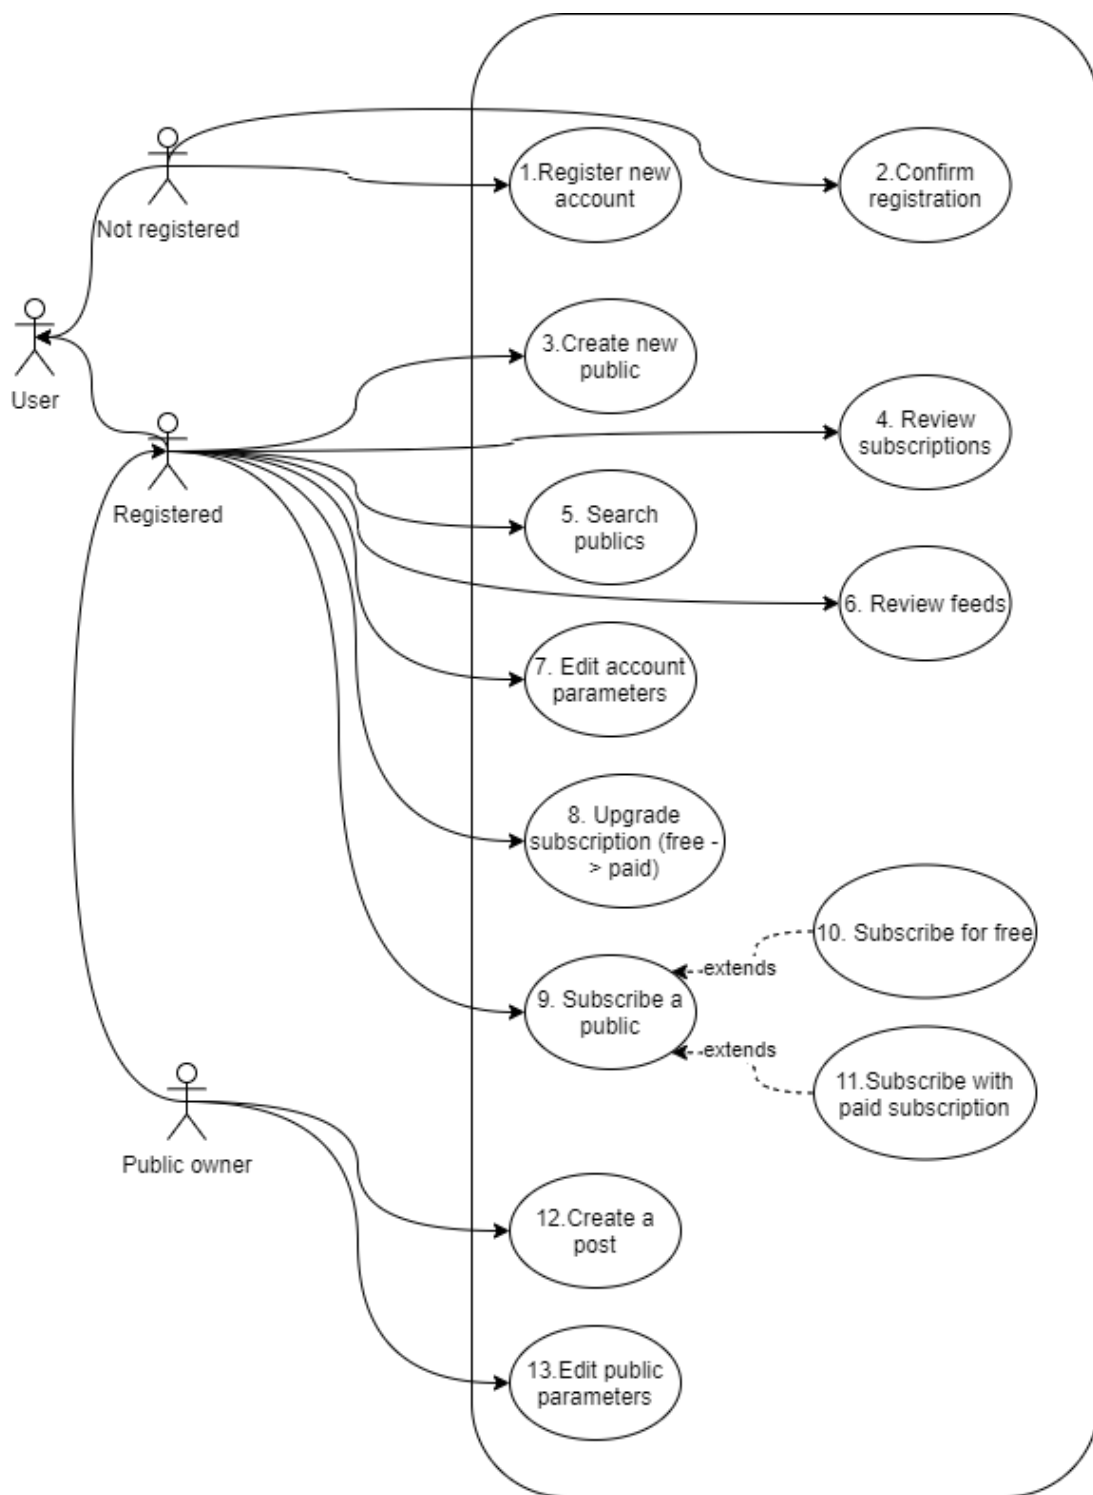 1.Register new
account
2.Confirm
registration
Not registered
3.Create new
public
User
4. Review
subscriptions
Registered
5. Search
publics
6. Review feeds
7. Edit account
parameters
8. Upgrade
subscription (free -
> paid)
10. Subscribe for free
extends
9. Subscribe a
public
extends
11.Subscribe with
paid subscription
Public owner
12.Create a
post
13.Edit public
parameters